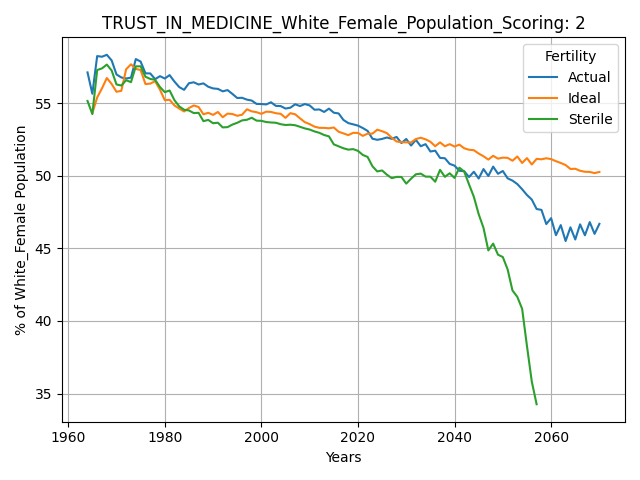 TRUST_IN_MEDICINE_White_Female_Population_Scoring: 2
% of White_Female Population
55
50
45
40
35
1960
1980
2000
2020
2040
2060
Years
Fertility
Actual
Ideal
Sterile